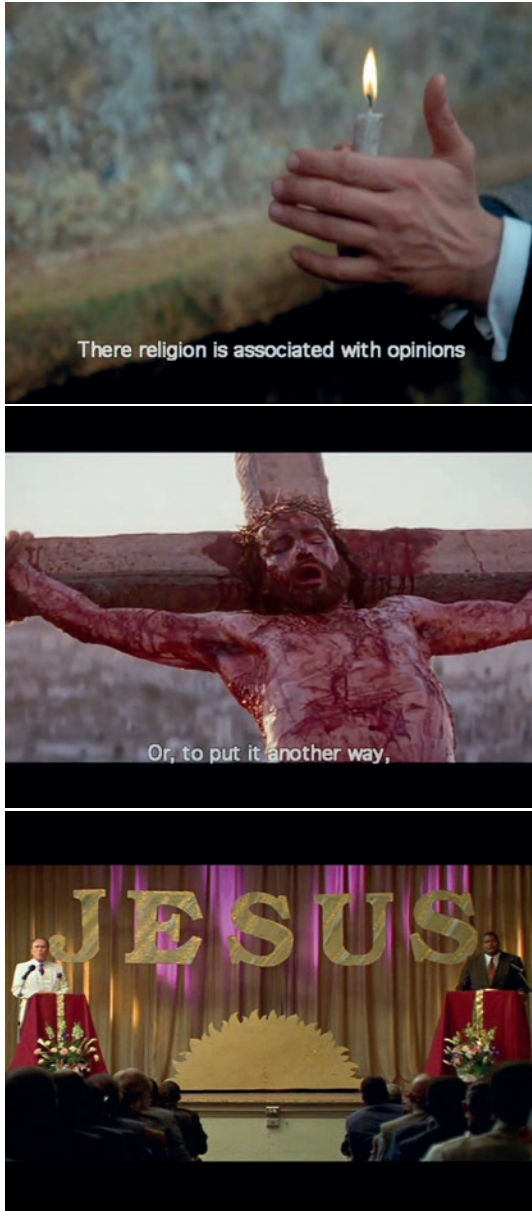 There religion is associated with opinions
Or, to put it another way,
JESUS